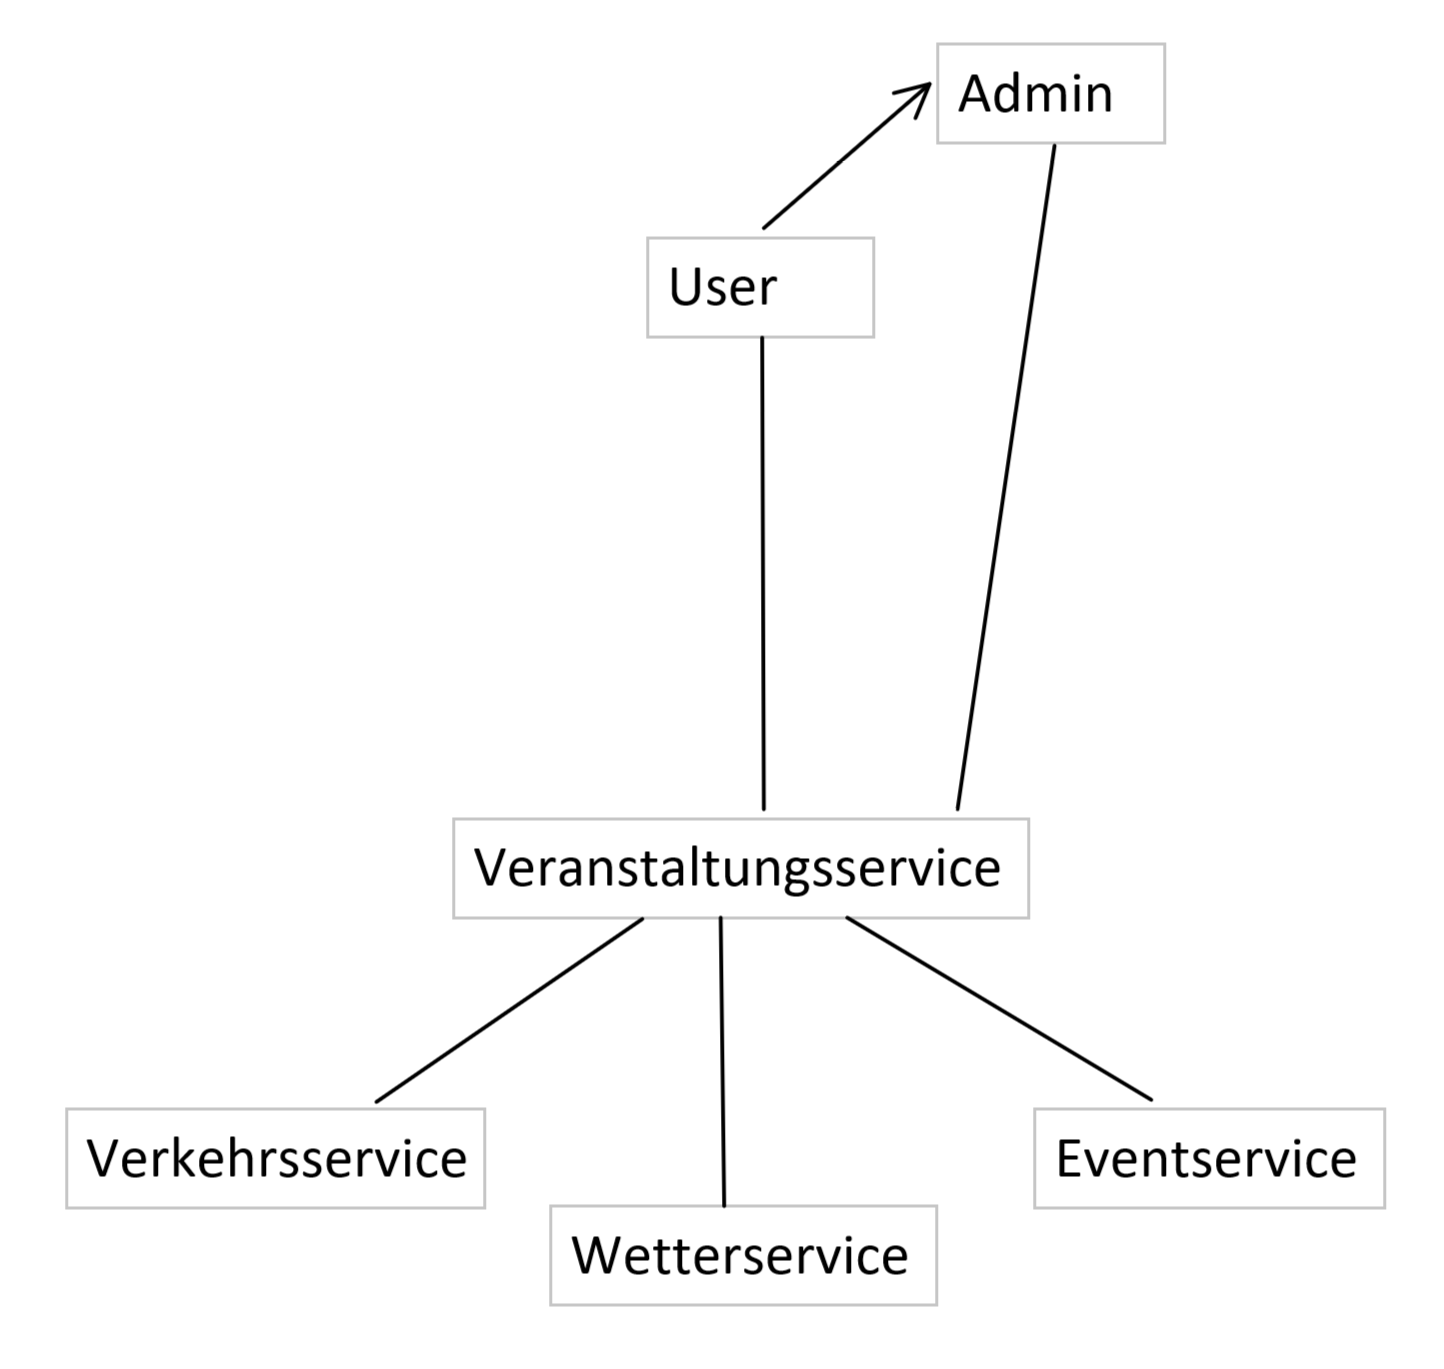 Admin
User
Veranstaltungsservice
Verkehrsservice
Eventservice
Wetterservice